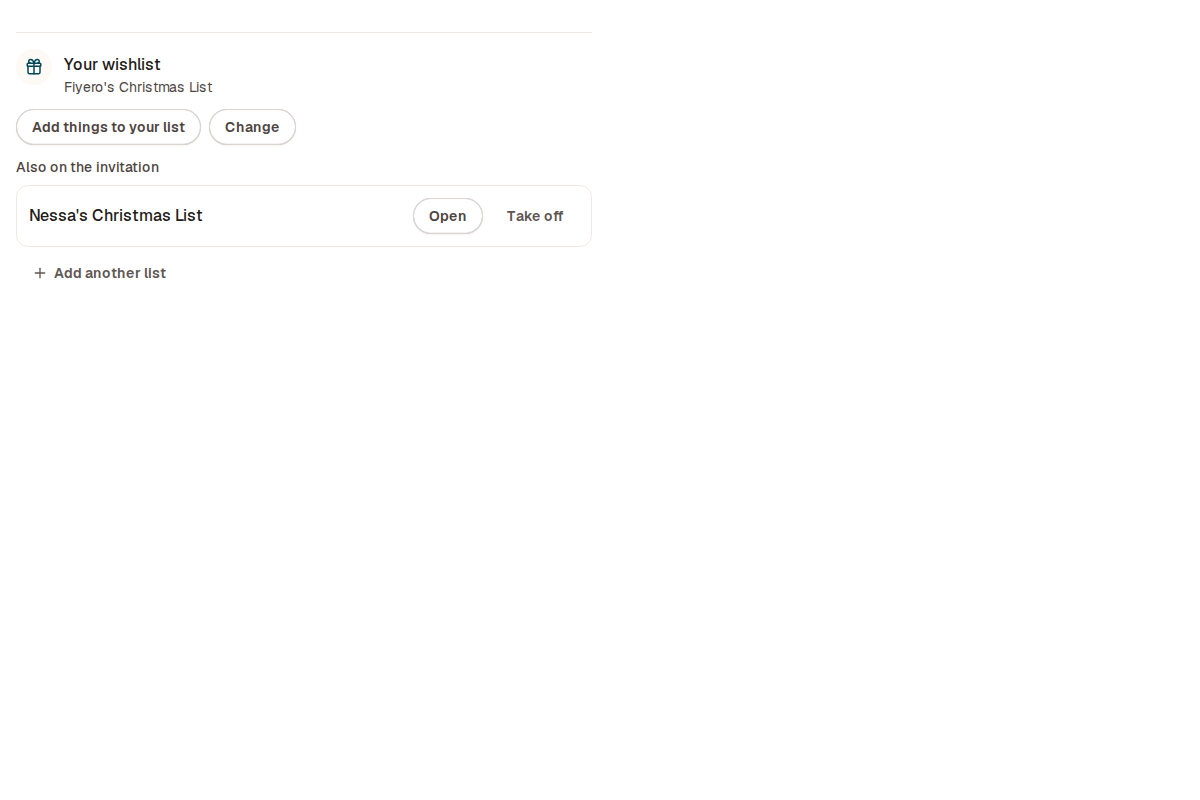 Your wishlist
Fiyero's Christmas List
Add things to your list
Change
Also on the invitation
Nessa's Christmas List
Open
Take off
Add another list